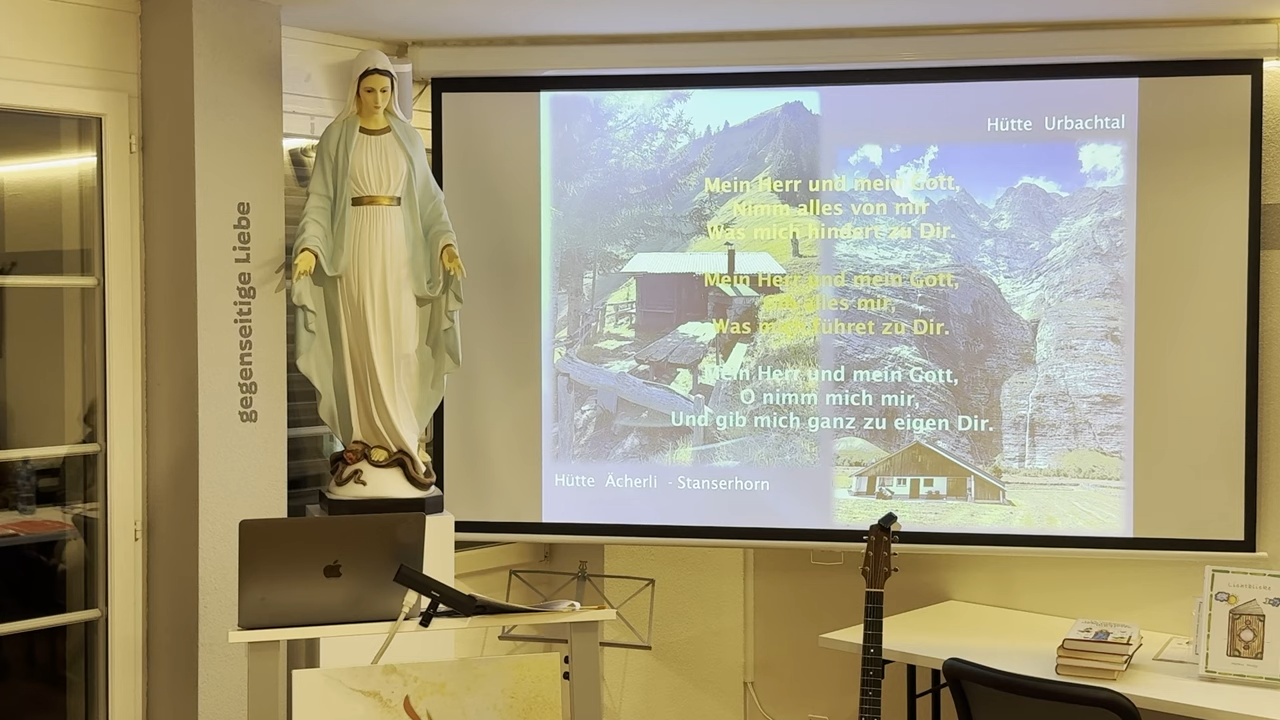 gegenseitige Liebe
Hütte Urbachtal
Mein Herr und mein Gott,
Nimm alles von mir
Was mich hindert zu Dir.
Mein Herr und mein Gott,
alles mir,
Was mich führet zu Dir.
Mein Herr und mein Gott,
O nimm mich mir,
Und gib mich ganz zu eigen Dir.
Hütte Ächerli - Stanserhorn